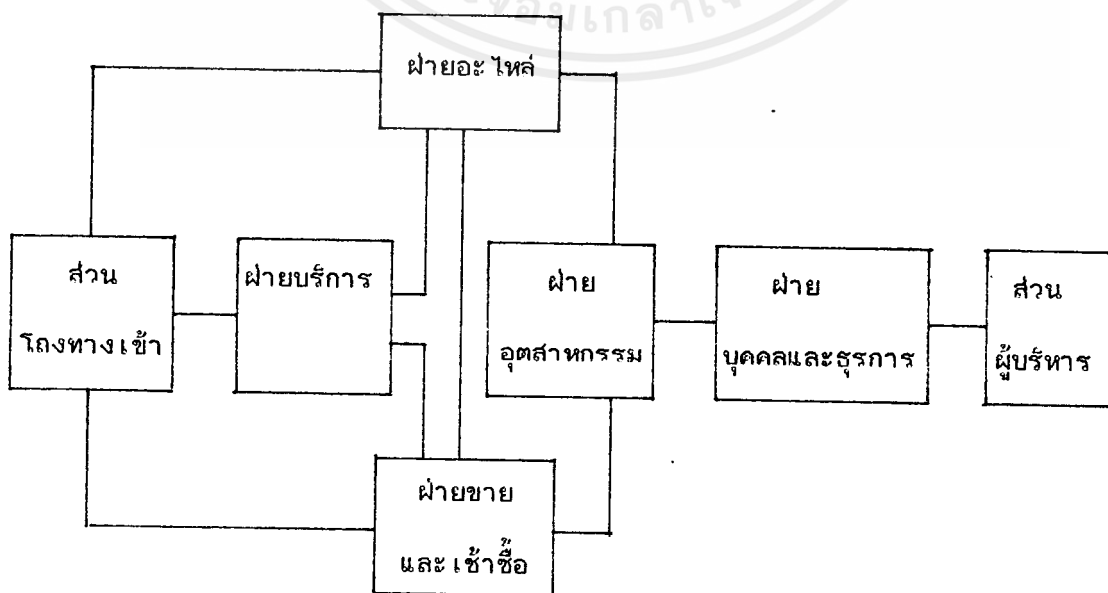 ฝ่ายอะไหล่
ส่วน
โถงทางเข้า
ฝ่ายบริการ
ฝ่าย
อุตสาหกรรม
ฝ่าย
บุคคลและธุรการ
ส่วน
ผู้บริหาร
ฝ่ายขาย
และเช้าซื้อ